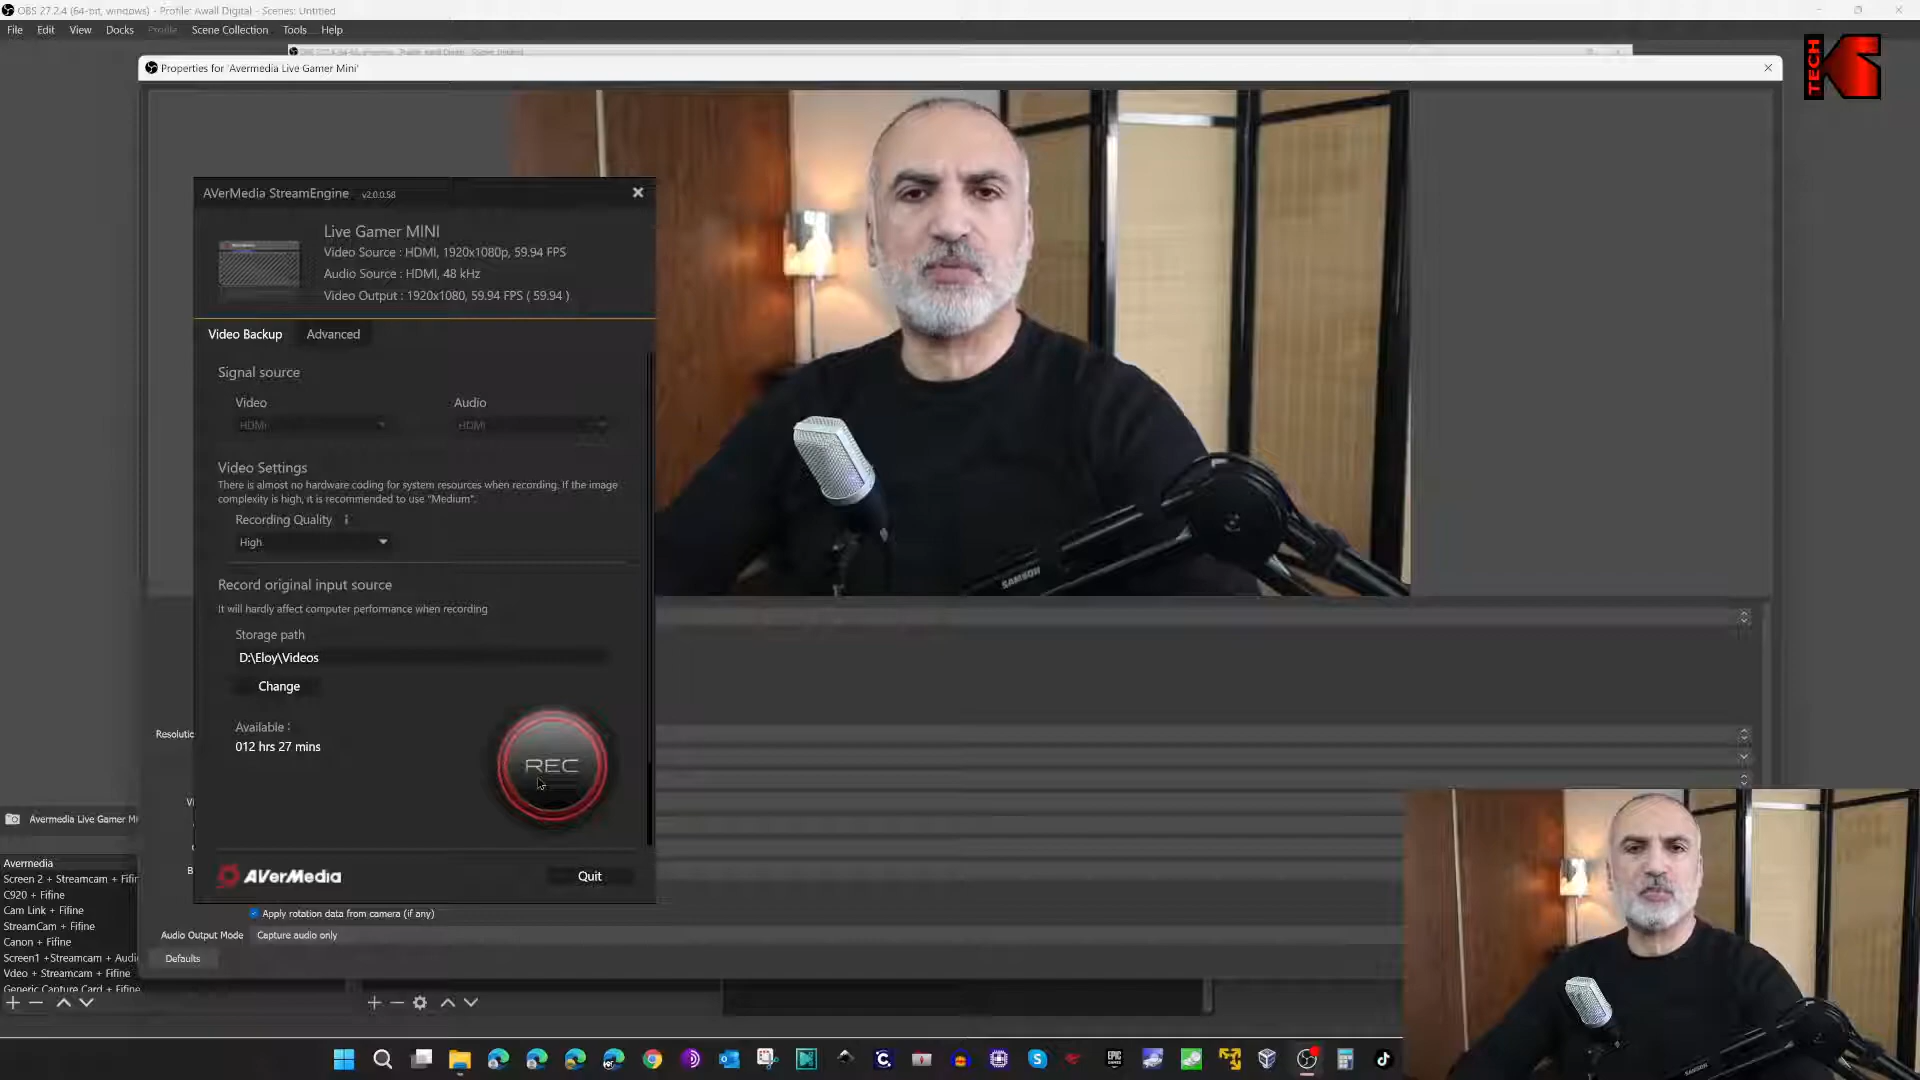 OBS 27.2.4 (64-bit, windows) - Profile: Awall Digital - Scenes: Untitled
File Edit View Docks Profile Scene Collection Tools Help
TECH K
Properties for 'Avermedia Live Gamer Mini'
AVerMedia StreamEngine v2.0.0.58
Live Gamer MINI
Video Source : HDMI, 1920x1080p, 59.94 FPS
Audio Source : HDMI, 48 kHz
Video Output : 1920x1080, 59.94 FPS ( 59.94 )
Video Backup Advanced
Signal source
Video Audio
HDMI HDMI
Video Settings
There is almost no hardware coding for system resources when recording. If the image
complexity is high, it is recommended to use "Medium".
Recording Quality i
High
Record original input source
It will hardly affect computer performance when recording
Storage path
D:\Eloy\Videos
Change
Available :
012 hrs 27 mins
REC
AVerMedia
Quit
SAMSON
Resolutio
Avermedia Live Gamer Mi
Avermedia
Screen 2 + Streamcam + Fifin
C920 + Fifine
Cam Link + Fifine
StreamCam + Fifine
Canon + Fifine
Screen1 +Streamcam + Audi
Vdeo + Streamcam + Fifine
Generic Capture Card + Fifine
Apply rotation data from camera (if any)
Audio Output Mode Capture audio only
Defaults
SAMSON
EPIC GAMES